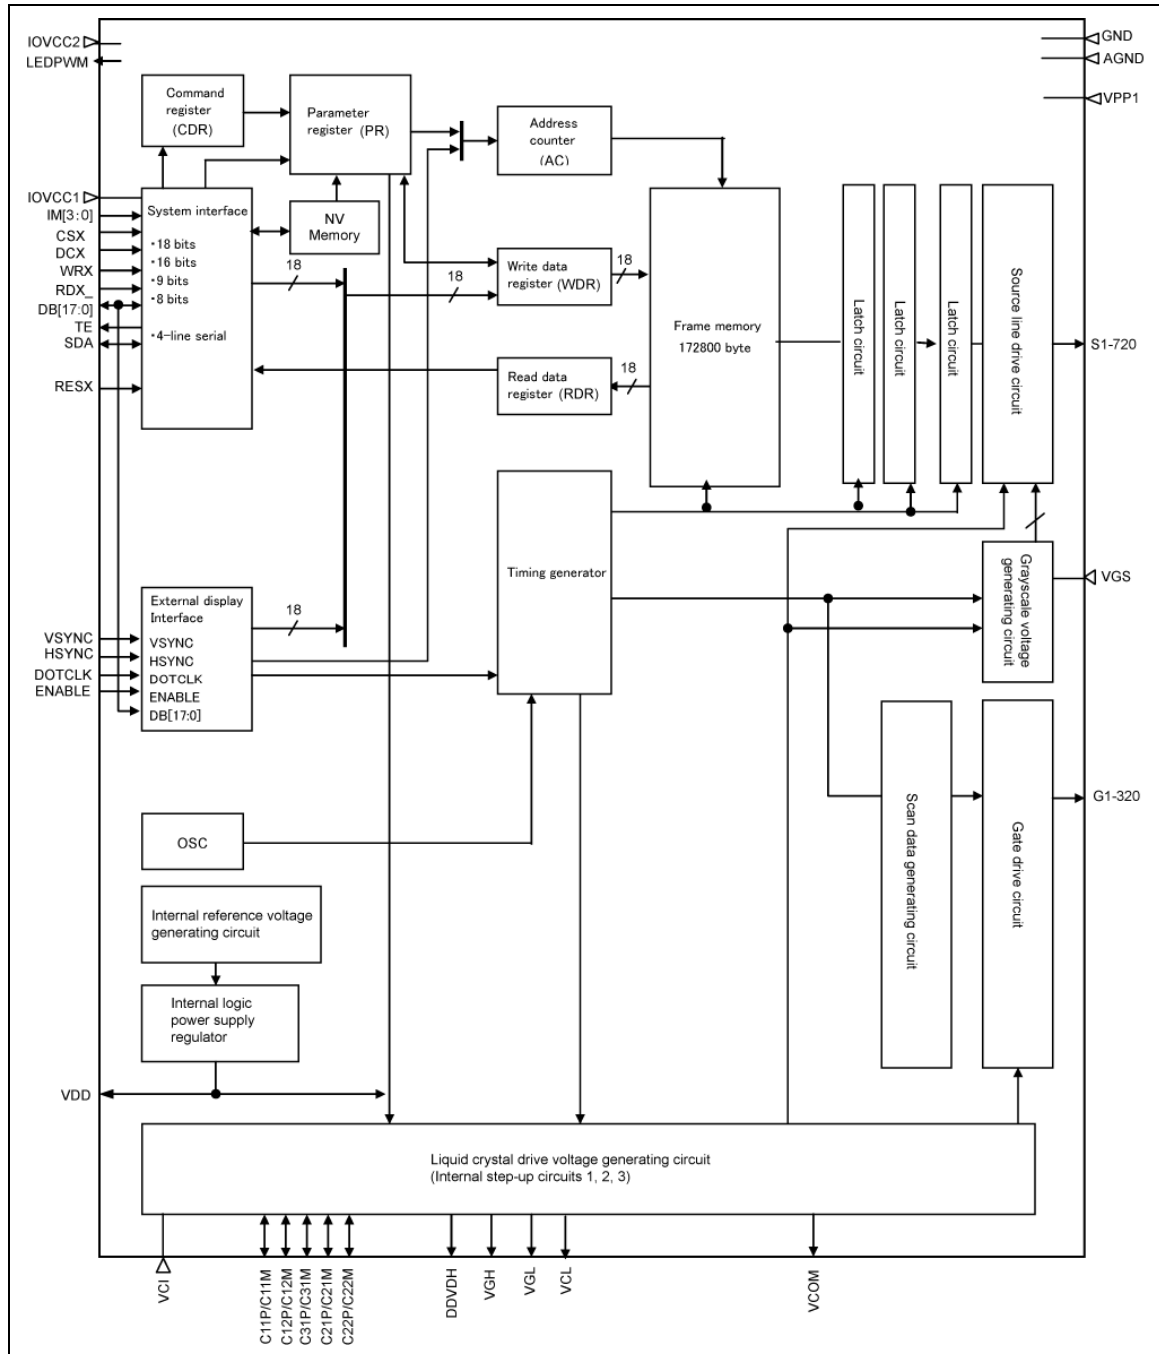 IOVCC2
LEDPWM
GND
AGND
VPP1
Command
register
(CDR)
Parameter
register (PR)
Address
counter
(AC)
IOVCC1
IM[3:0]
CSX
DCX
WRX
RDX_
DB[17:0]
TE
SDA
RESX
System interface
・18 bits
・16 bits
・9 bits
・8 bits
・4-line serial
NV
Memory
18
18
Write data
register (WDR)
18
Read data
register (RDR)
18
Frame memory
172800 byte
Latch circuit
Latch circuit
Latch circuit
Source line drive circuit
S1-720
Timing generator
Grayscale voltage
generating circuit
VGS
External display
Interface
VSYNC
HSYNC
DOTCLK
ENABLE
DB[17:0]
18
VSYNC
HSYNC
DOTCLK
ENABLE
Scan data generating circuit
Gate drive circuit
G1-320
OSC
Internal reference voltage
generating circuit
Internal logic
power supply
regulator
VDD
Liquid crystal drive voltage generating circuit
(Internal step-up circuits 1, 2, 3)
VCI
C11P/C11M
C12P/C12M
C31P/C31M
C21P/C21M
C22P/C22M
DDVDH
VGH
VGL
VCL
VCOM